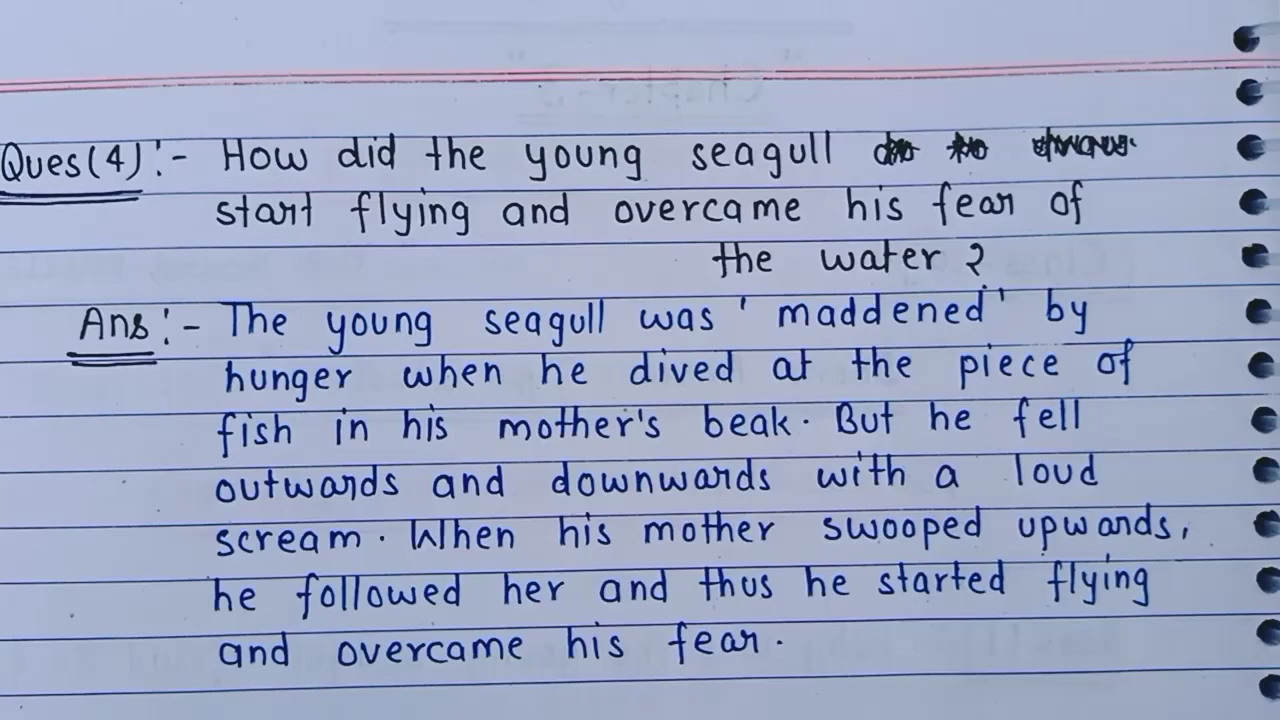 Ques(4):- How did the young seagull
start flying and overcame his fear of
the water?
Ans:- The young seagull was 'maddened' by
hunger when he dived at the piece of
fish in his mother's beak. But he fell
outwards and downwards with a loud
scream. When his mother swooped upwards,
he followed her and thus he started flying
and overcame his fear.